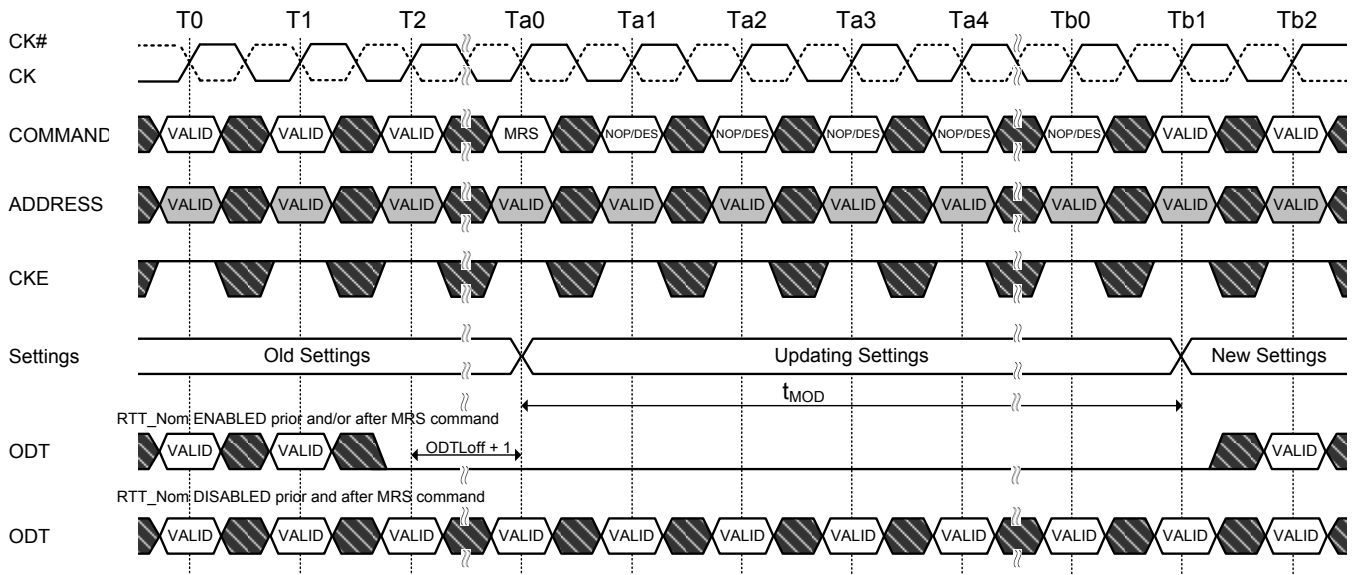 T0 T1 T2 Ta0 Ta1 Ta2 Ta3 Ta4 Tb0 Tb1 Tb2
CK#
CK
COMMAND VALID VALID VALID MRS NOP/DES NOP/DES NOP/DES NOP/DES NOP/DES VALID VALID
ADDRESS VALID VALID VALID VALID VALID VALID VALID VALID VALID VALID VALID
CKE
Settings Old Settings Updating Settings New Settings
tMOD
RTT_Nom ENABLED prior and/or after MRS command
ODT VALID VALID ODTLoff + 1 VALID
RTT_Nom DISABLED prior and after MRS command
ODT VALID VALID VALID VALID VALID VALID VALID VALID VALID VALID VALID